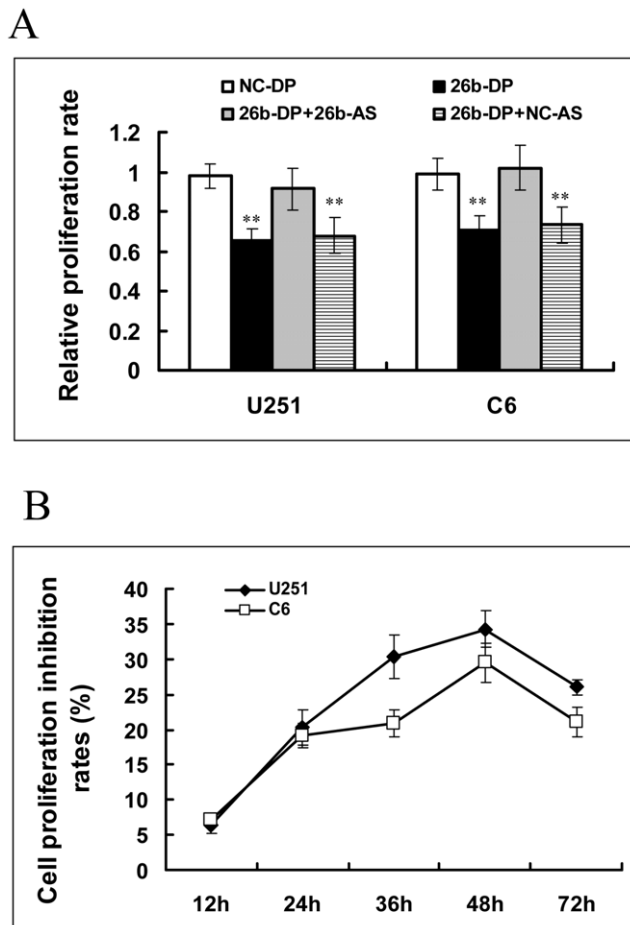 A
NC-DP 26b-DP
26b-DP+26b-AS 26b-DP+NC-AS
Relative proliferation rate
1.2
1
0.8
0.6
0.4
0.2
0
** ** ** **
U251 C6
B
U251
C6
Cell proliferation inhibition
rates (%)
40
35
30
25
20
15
10
5
0
12h 24h 36h 48h 72h